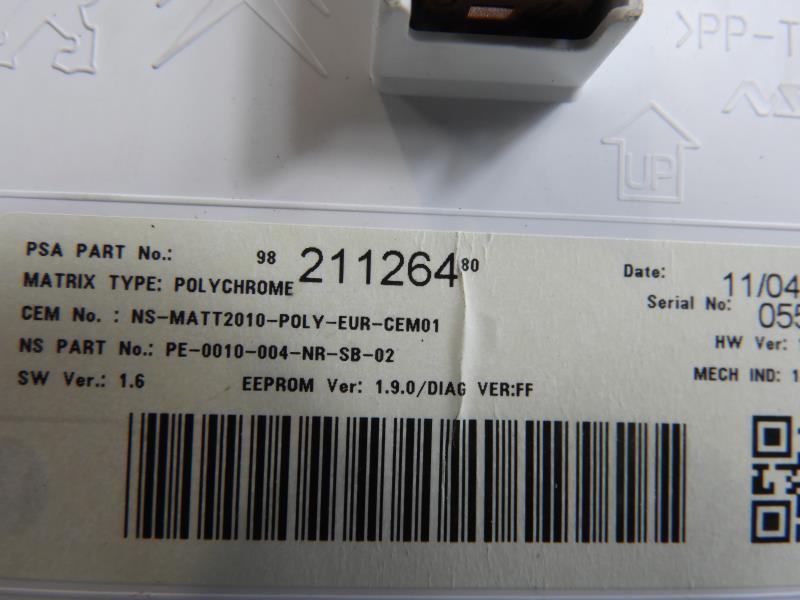 >PP-T
UP
PSA PART No.: 98 211264 80
Date: 11/04
MATRIX TYPE: POLYCHROME
Serial No: 055
CEM No. : NS-MATT2010-POLY-EUR-CEM01
HW Ver:
NS PART No.: PE-0010-004-NR-SB-02
MECH IND:
SW Ver.: 1.6 EEPROM Ver: 1.9.0/DIAG VER:FF